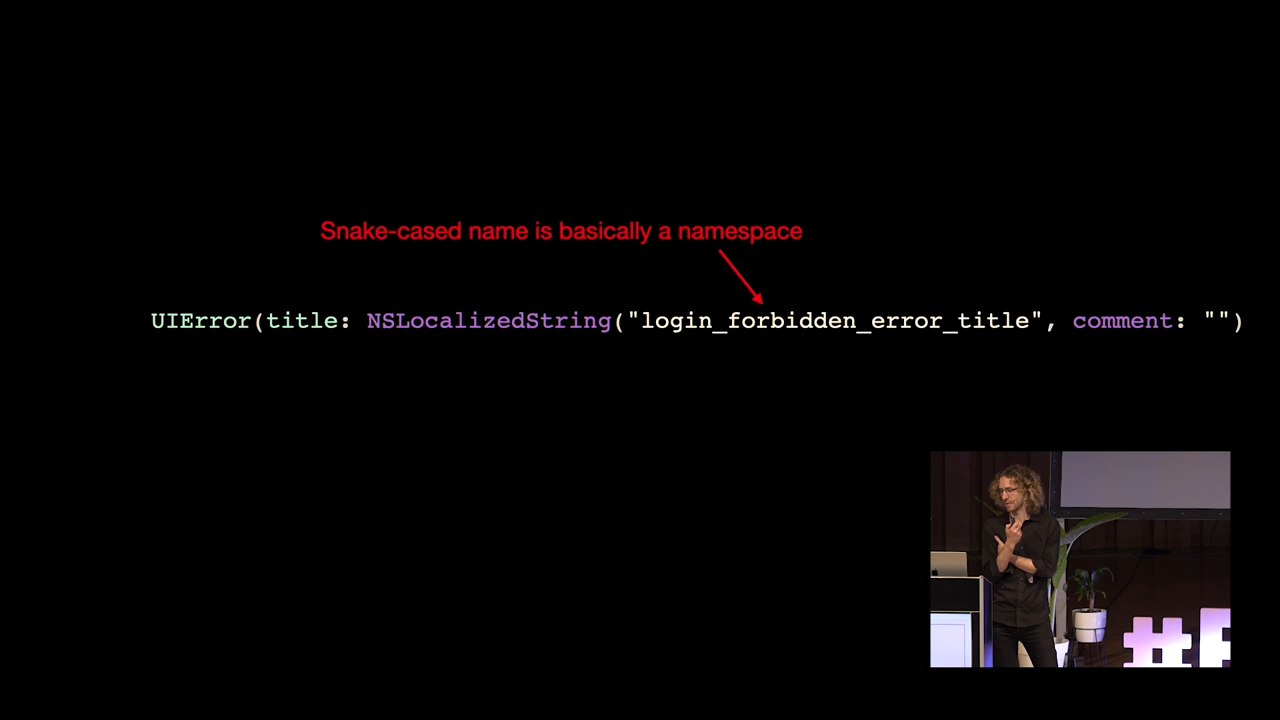 Snake-cased name is basically a namespace
UIError(title: NSLocalizedString("login_forbidden_error_title", comment: "")
#